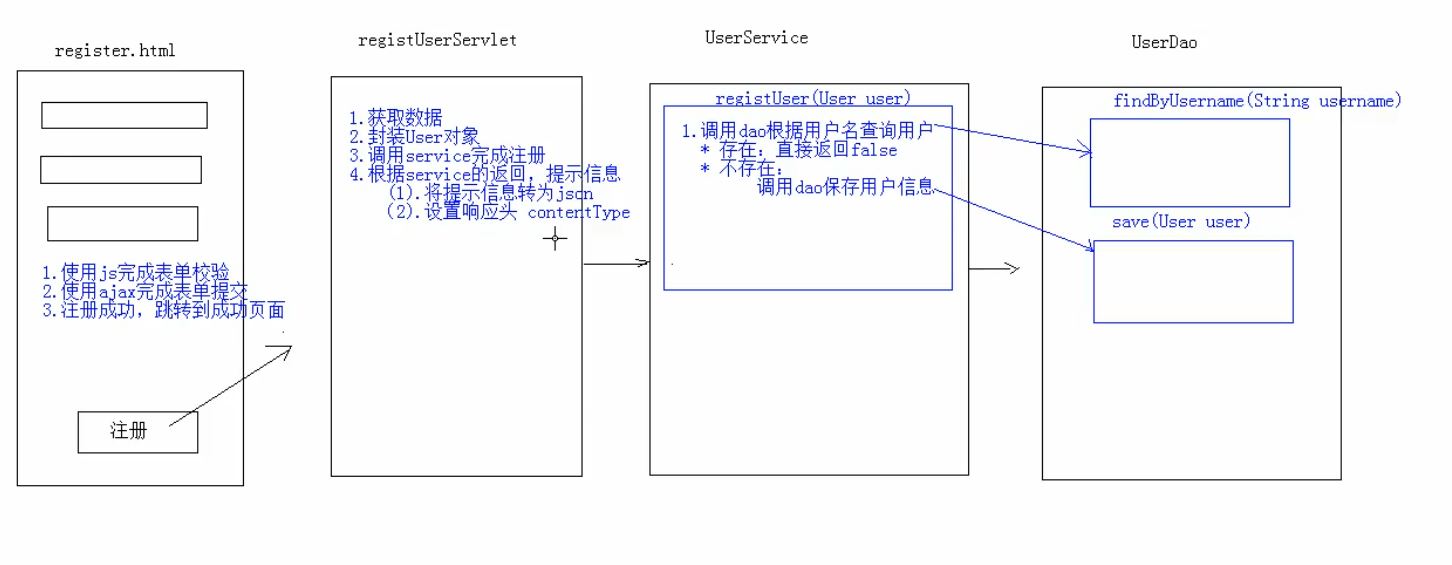 register.html
1.使用js完成表单校验
2.使用ajax完成表单提交
3.注册成功，跳转到成功页面
注册
registUserServlet
1.获取数据
2.封装User对象
3.调用service完成注册
4.根据service的返回，提示信息
(1).将提示信息转为json
(2).设置响应头 contentType
UserService
registUser(User user)
1.调用dao根据用户名查询用户
* 存在：直接返回false
* 不存在：
调用dao保存用户信息
UserDao
findByUsername(String username)
save(User user)